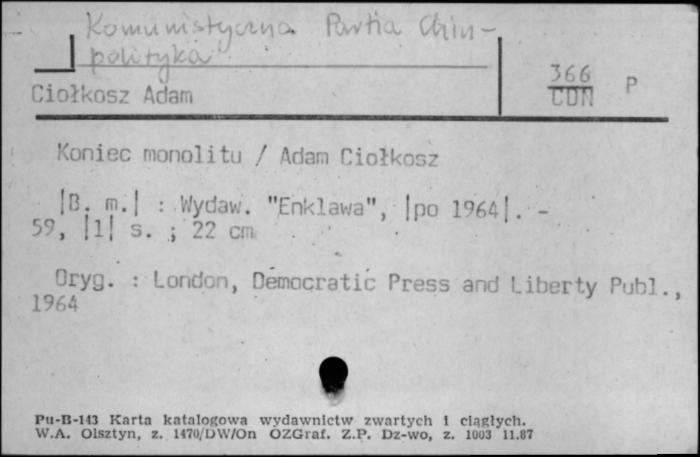 Komunistyczna Partia Chin -
polityka
Ciołkosz Adam
366
CDN
P
Koniec monolitu / Adam Ciołkosz
|B. m.| : Wydaw. "Enklawa", |po 1964|. -
59, |1| s. ; 22 cm
Oryg. : London, Democratic Press and Liberty Publ.,
1964
Pu-B-143 Karta katalogowa wydawnictw zwartych i ciągłych.
W.A. Olsztyn, z. 1470/DW/On OZGraf. Z.P. Dz-wo, z. 1003 11.87